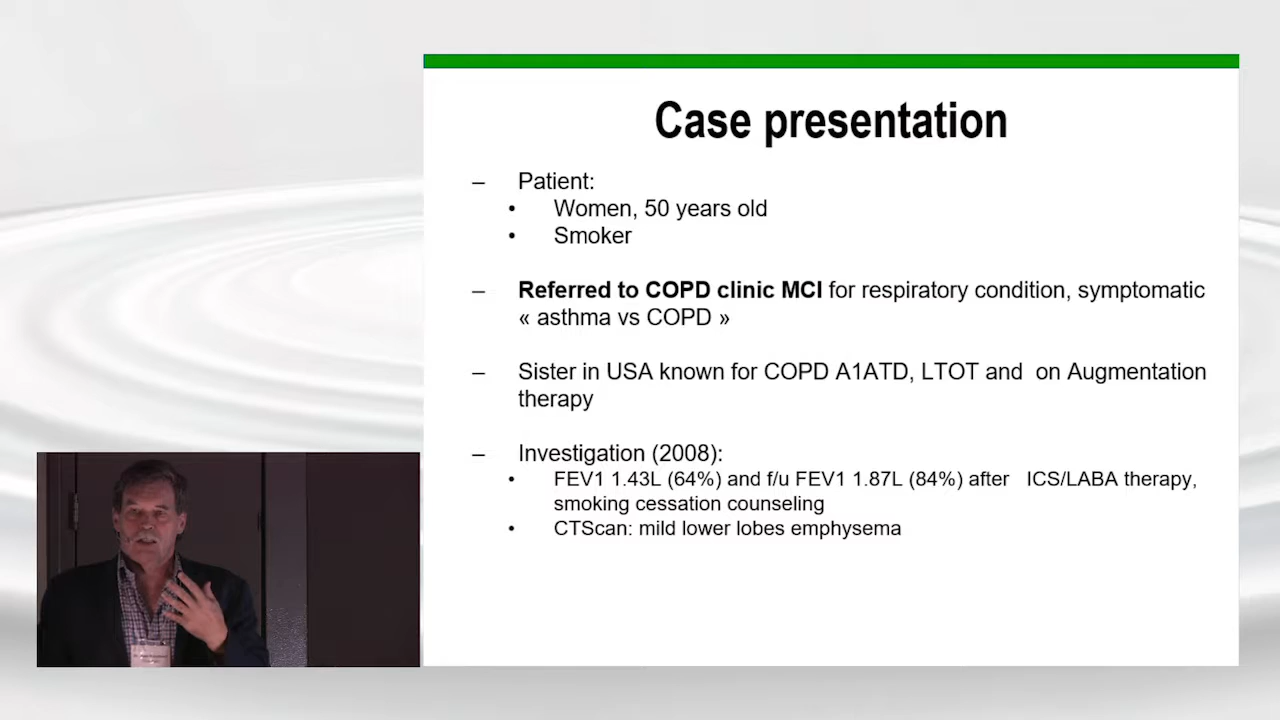 Case presentation
– Patient:
• Women, 50 years old
• Smoker
– Referred to COPD clinic MCI for respiratory condition, symptomatic
« asthma vs COPD »
– Sister in USA known for COPD A1ATD, LTOT and on Augmentation
therapy
– Investigation (2008):
• FEV1 1.43L (64%) and f/u FEV1 1.87L (84%) after ICS/LABA therapy,
smoking cessation counseling
• CTScan: mild lower lobes emphysema